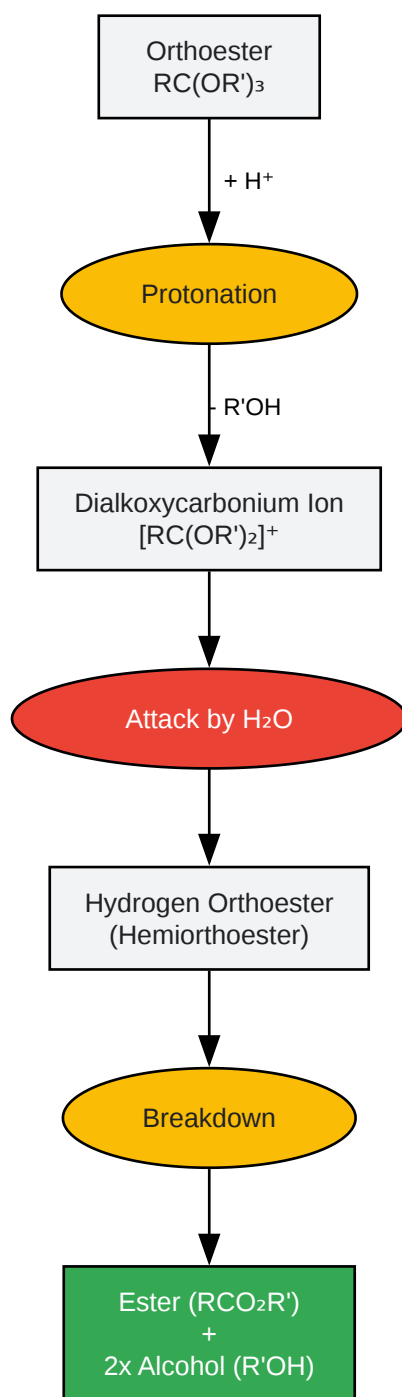 Orthoester
RC(OR')₃
+ H⁺
Protonation
- R'OH
Dialkoxycarbonium Ion
[RC(OR')₂]⁺
Attack by H₂O
Hydrogen Orthoester
(Hemiorthoester)
Breakdown
Ester (RCO₂R')
+
2x Alcohol (R'OH)